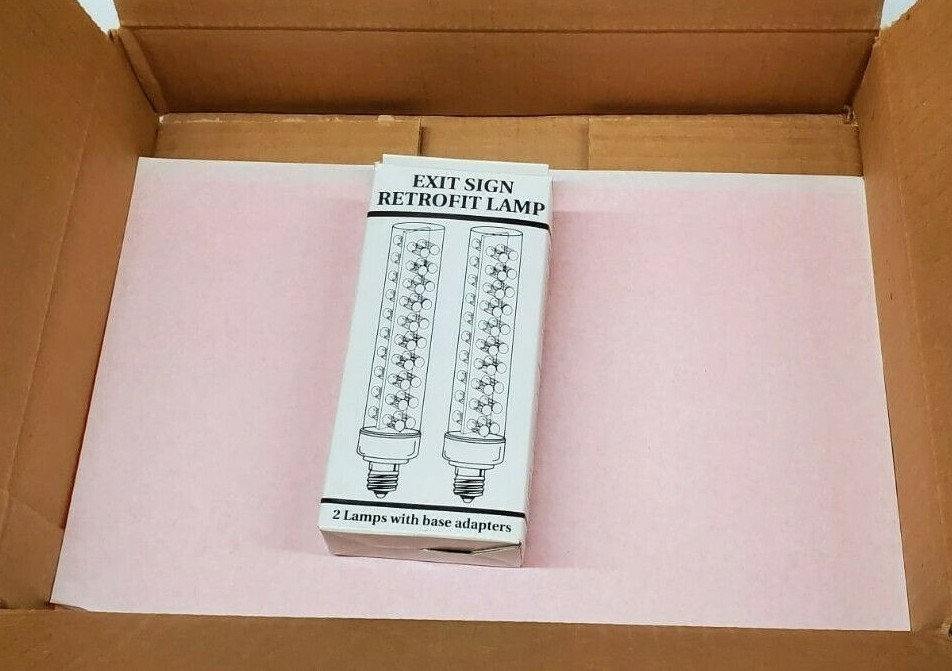 EXIT SIGN
RETROFIT LAMP
2 Lamps with base adapters